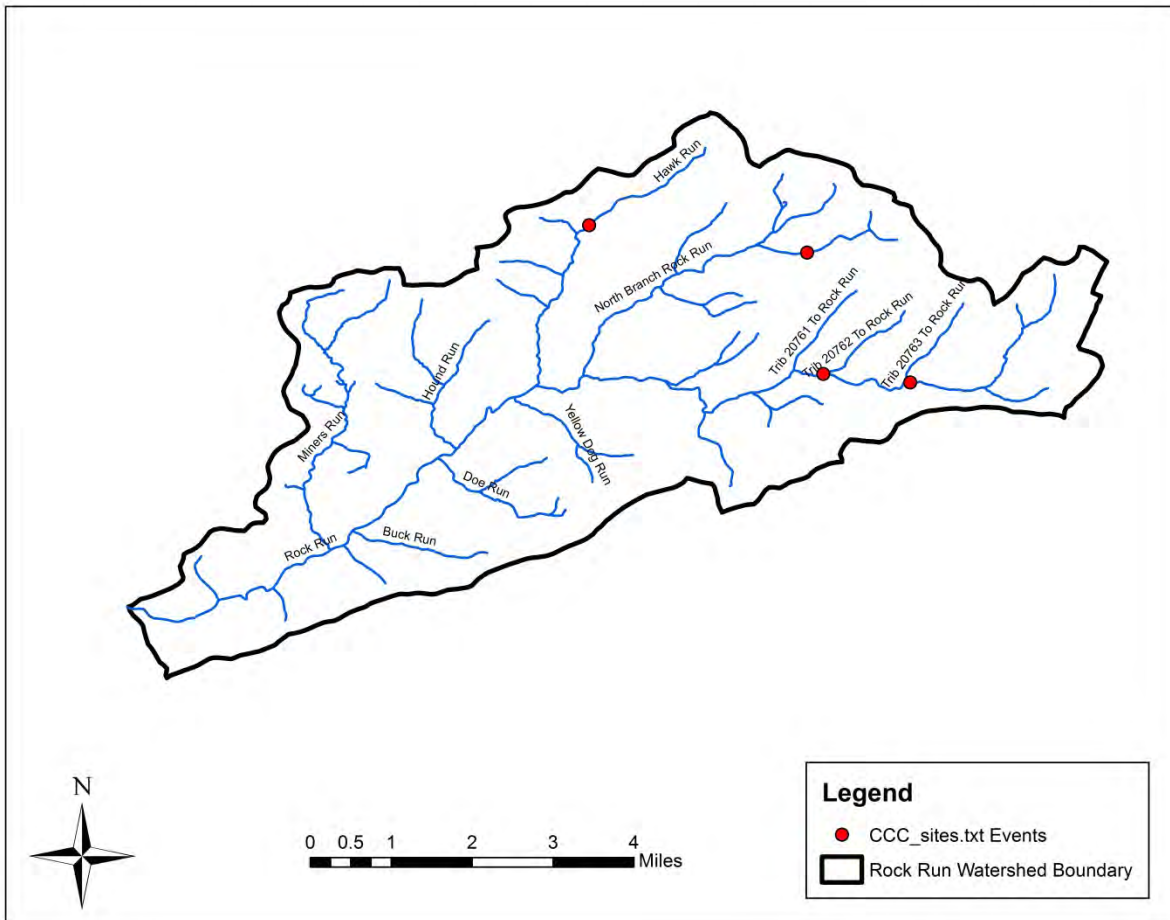 Hawk Run
North Branch Rock Run
Trib 20761 To Rock Run
Trib 20762 To Rock Run
Trib 20763 To Rock Run
Hound Run
Miners Run
Yellow Dog Run
Doe Run
Buck Run
Rock Run
N
0 0.5 1 2 3 4
Miles
Legend
CCC_sites.txt Events
Rock Run Watershed Boundary